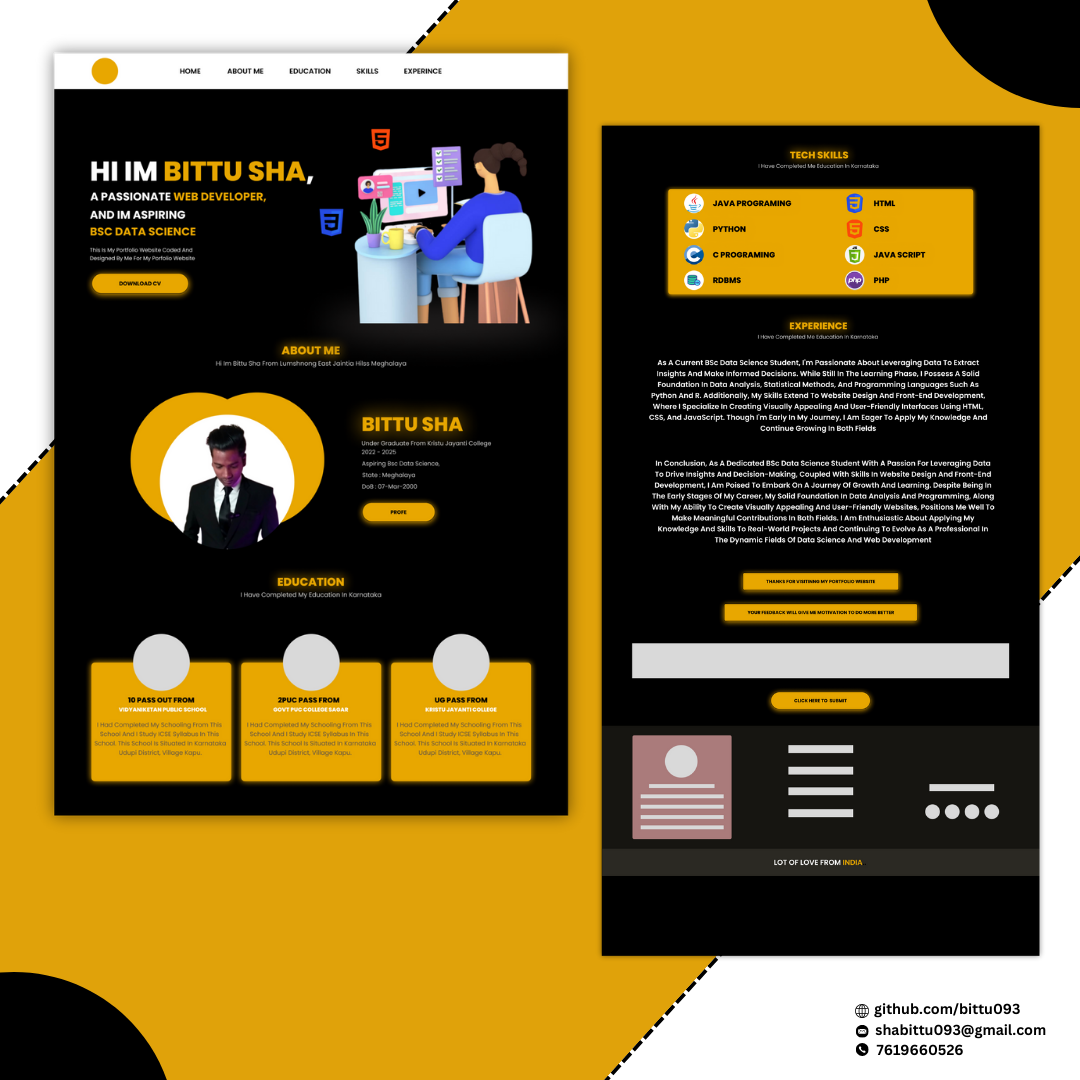 HOME ABOUT ME EDUCATION SKILLS EXPERINCE
HI IM BITTU SHA,
A PASSIONATE WEB DEVELOPER,
AND IM ASPIRING
BSC DATA SCIENCE
This Is My Portfolio Website Coded And
Designed By Me For My Porfolio Website
DOWNLOAD CV
ABOUT ME
Hi Im Bittu Sha From Lumshnong East Jaintia Hilss Meghalaya
BITTU SHA
Under Graduate From Kristu Jayanti College
2022 - 2025
Aspiring Bsc Data Science,
State : Meghalaya
DoB : 07-Mar-2000
PROFE
EDUCATION
I Have Completed My Education In Karnataka
10 PASS OUT FROM
VIDYANIKETAN PUBLIC SCHOOL
I Had Completed My Schooling From This
School And I Study ICSE Syllabus In This
School. This School Is Situated In Karnataka
Udupi District, Village Kapu.
2PUC PASS FROM
GOVT PUC COLLEGE SAGAR
I Had Completed My Schooling From This
School And I Study ICSE Syllabus In This
School. This School Is Situated In Karnataka
Udupi District, Village Kapu.
UG PASS FROM
KRISTU JAYANTI COLLEGE
I Had Completed My Schooling From This
School And I Study ICSE Syllabus In This
School. This School Is Situated In Karnataka
Udupi District, Village Kapu.
TECH SKILLS
I Have Completed Me Education In Karnataka
JAVA PROGRAMING
PYTHON
C PROGRAMING
RDBMS
HTML
CSS
JAVA SCRIPT
php PHP
EXPERIENCE
I Have Completed Me Education In Karnataka
As A Current BSc Data Science Student, I'm Passionate About Leveraging Data To Extract
Insights And Make Informed Decisions. While Still In The Learning Phase, I Possess A Solid
Foundation In Data Analysis, Statistical Methods, And Programming Languages Such As
Python And R. Additionally, My Skills Extend To Website Design And Front-End Development,
Where I Specialize In Creating Visually Appealing And User-Friendly Interfaces Using HTML,
CSS, And JavaScript. Though I'm Early In My Journey, I Am Eager To Apply My Knowledge And
Continue Growing In Both Fields
In Conclusion, As A Dedicated BSc Data Science Student With A Passion For Leveraging Data
To Drive Insights And Decision-Making, Coupled With Skills In Website Design And Front-End
Development, I Am Poised To Embark On A Journey Of Growth And Learning. Despite Being In
The Early Stages Of My Career, My Solid Foundation In Data Analysis And Programming, Along
With My Ability To Create Visually Appealing And User-Friendly Websites, Positions Me Well To
Make Meaningful Contributions In Both Fields. I Am Enthusiastic About Applying My
Knowledge And Skills To Real-World Projects And Continuing To Evolve As A Professional In
The Dynamic Fields Of Data Science And Web Development
THANKS FOR VISITINING MY PORTFOLIO WEBSITE
YOUR FEEDBACK WILL GIVE ME MOTIVATION TO DO MORE BETTER
CLICK HERE TO SUBMIT
LOT OF LOVE FROM INDIA
github.com/bittu093
shabittu093@gmail.com
7619660526